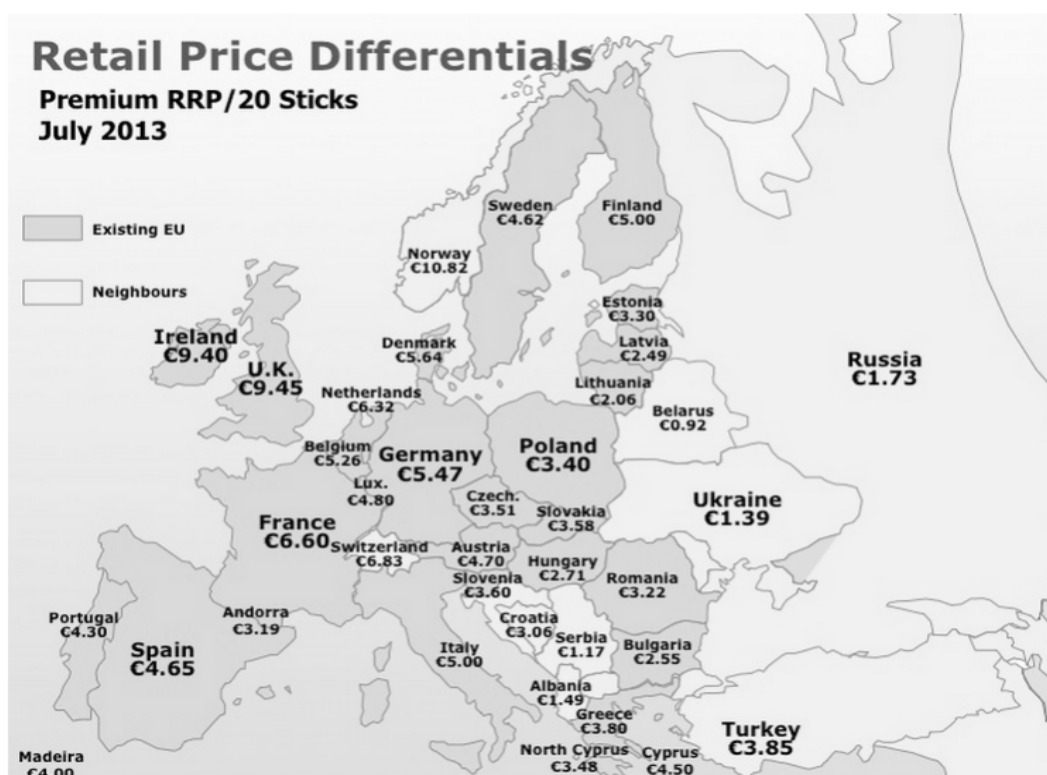 Retail Price Differentials
Premium RRP/20 Sticks
July 2013
Existing EU
Neighbours
Sweden
€4.62
Finland
€5.00
Norway
€10.82
Estonia
€3.30
Ireland
€9.40
Denmark
€5.64
Latvia
€2.49
Russia
€1.73
U.K.
€9.45
Lithuania
€2.06
Netherlands
€6.32
Belarus
€0.92
Belgium
€5.26
Germany
€5.47
Poland
€3.40
Lux.
€4.80
Czech.
€3.51
Ukraine
€1.39
Slovakia
€3.58
France
€6.60
Switzerland
€6.83
Austria
€4.70
Hungary
€2.71
Slovenia
€3.60
Romania
€3.22
Portugal
€4.30
Andorra
€3.19
Croatia
€3.06
Serbia
€1.17
Spain
€4.65
Italy
€5.00
Bulgaria
€2.55
Albania
€1.49
Greece
€3.80
Turkey
€3.85
North Cyprus
€3.48
Cyprus
€4.50
Madeira
€4.00